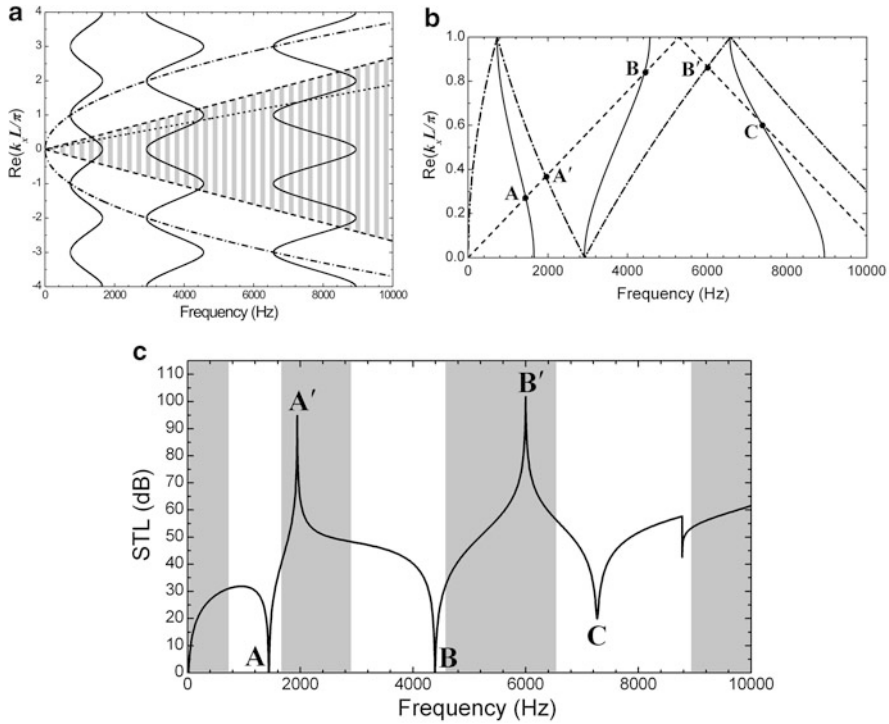 a
Re(kₓL/π)
4
3
2
1
0
-1
-2
-3
-4
0 2000 4000 6000 8000 10000
Frequency (Hz)
b
Re(kₓL/π)
1.0
0.8
0.6
0.4
0.2
0.0
A
A′
B
B′
C
0 2000 4000 6000 8000 10000
Frequency (Hz)
c
STL (dB)
110
100
90
80
70
60
50
40
30
20
10
0
A′
B′
A
B
C
0 2000 4000 6000 8000 10000
Frequency (Hz)